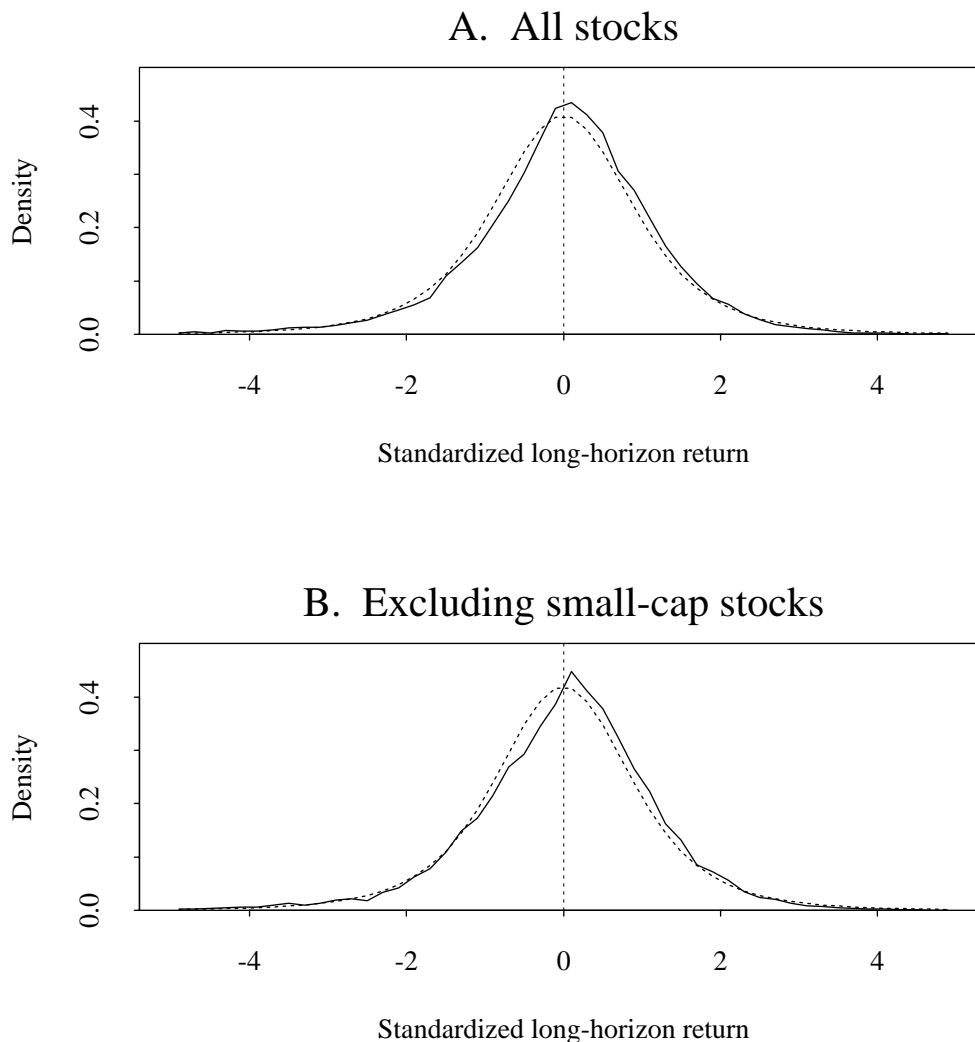 A. All stocks
Density
0.0 0.2 0.4
-4 -2 0 2 4
Standardized long-horizon return
B. Excluding small-cap stocks
Density
0.0 0.2 0.4
-4 -2 0 2 4
Standardized long-horizon return